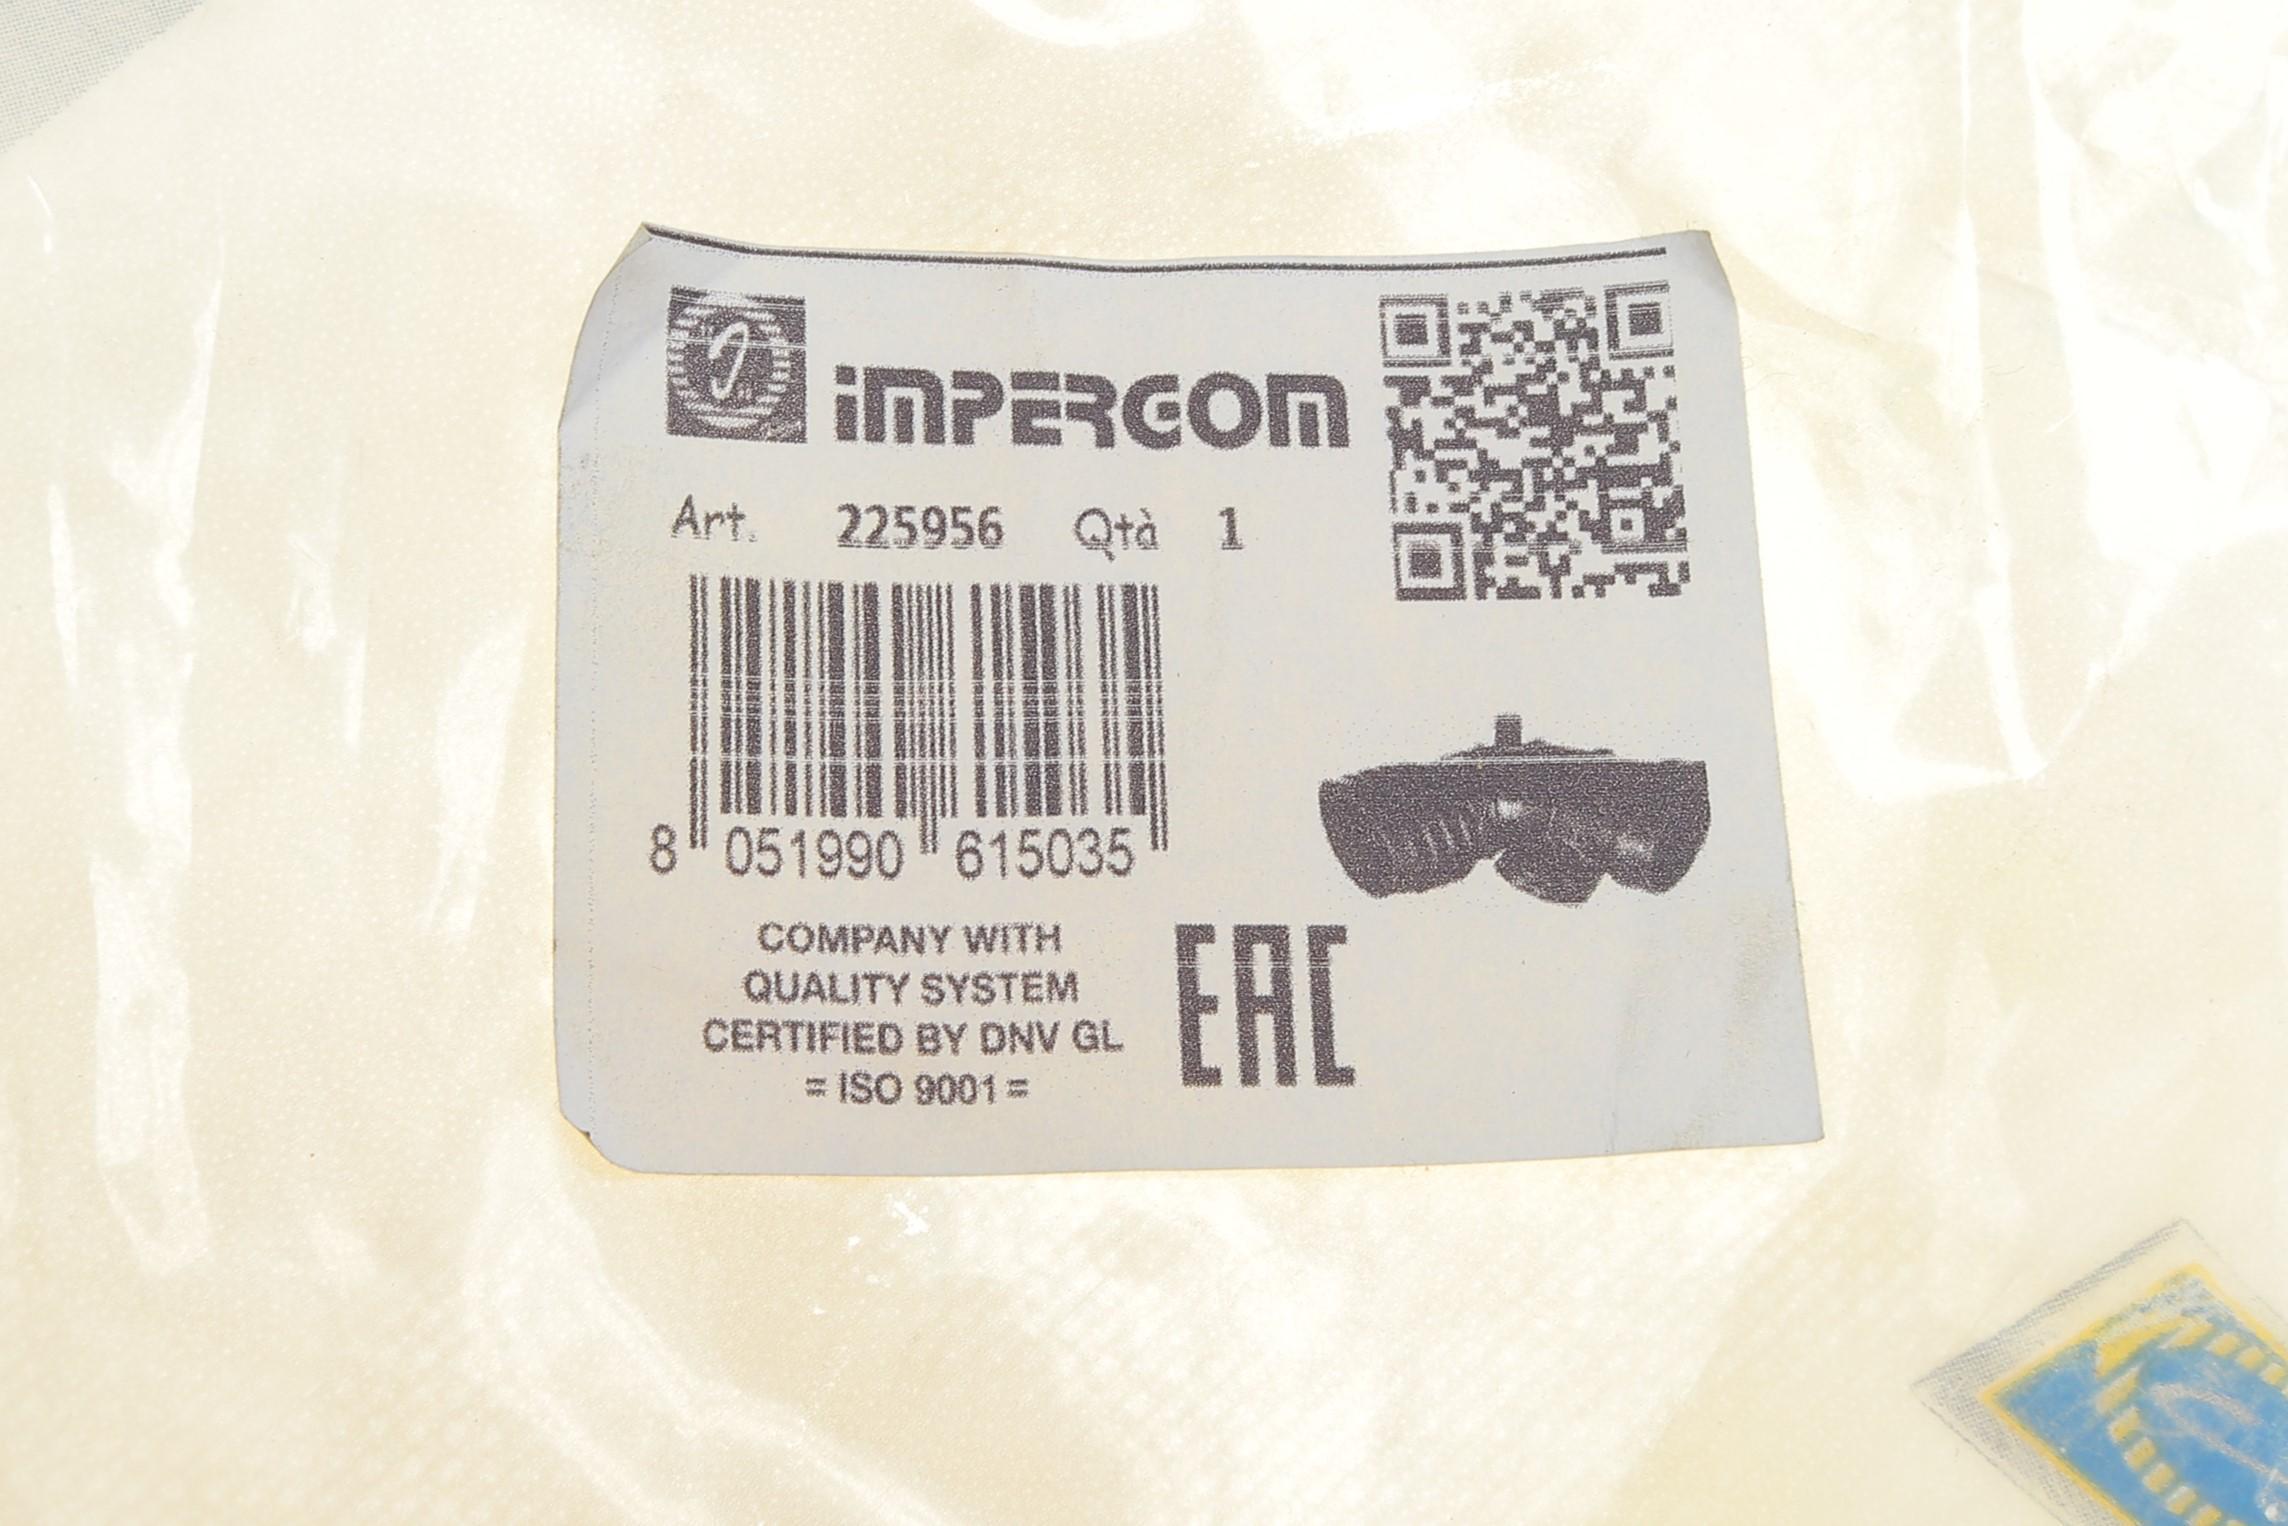 IMPERGOM
Art. 225956 Qtà 1
8 051990 615035
COMPANY WITH
QUALITY SYSTEM
CERTIFIED BY DNV GL
= ISO 9001 =
EAC